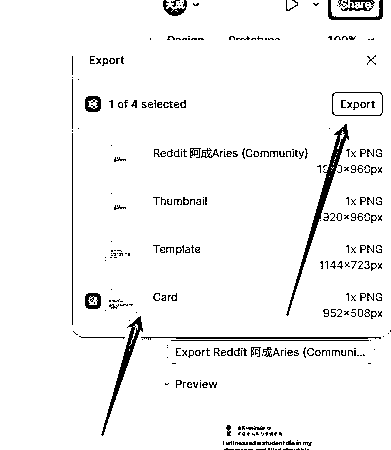 大成
Share
Design Prototype 100%
Export
1 of 4 selected
Export
Reddit 阿成Aries (Community)
1x PNG
1920×960px
Thumbnail
1x PNG
1920×960px
Template
1x PNG
1144×723px
Card
1x PNG
952×508px
Export Reddit 阿成Aries (Communi...
Preview